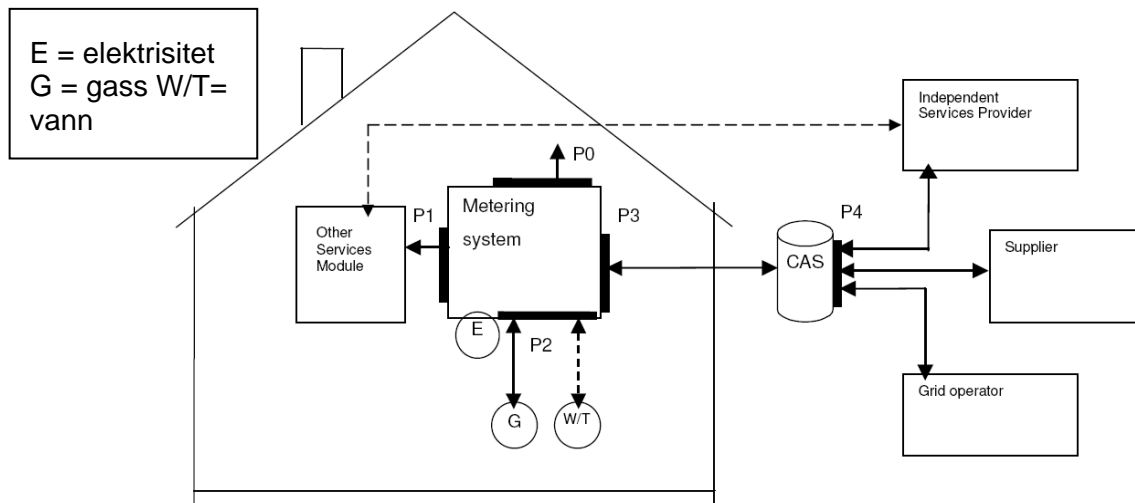 E = elektrisitet
G = gass W/T=
vann
Independent
Services Provider
P0
P1
Metering
system
P3
P4
Other
Services
Module
CAS
Supplier
E
P2
G
W/T
Grid operator